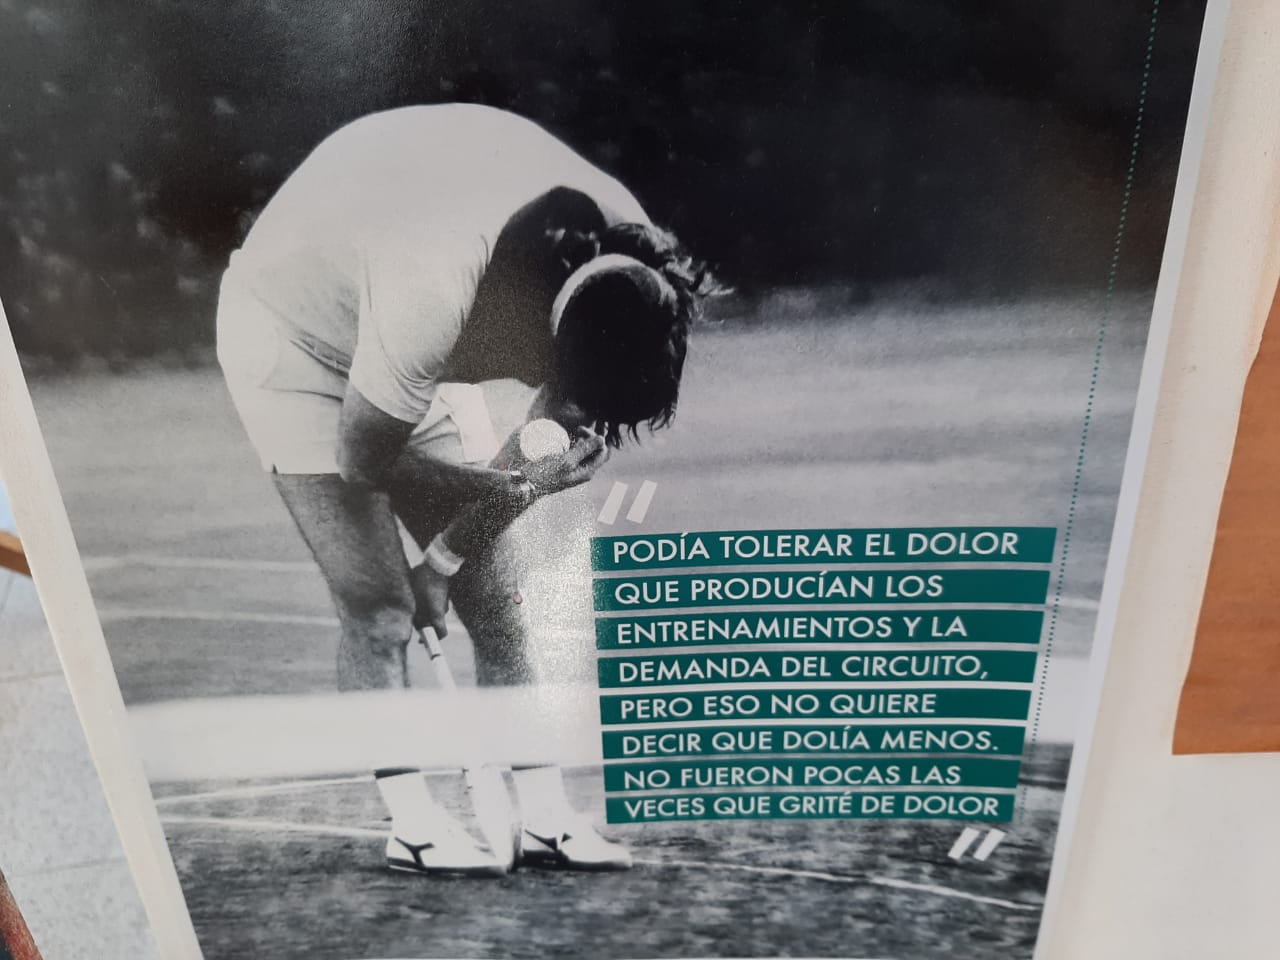 "
PODÍA TOLERAR EL DOLOR
QUE PRODUCÍAN LOS
ENTRENAMIENTOS Y LA
DEMANDA DEL CIRCUITO,
PERO ESO NO QUIERE
DECIR QUE DOLÍA MENOS.
NO FUERON POCAS LAS
VECES QUE GRITÉ DE DOLOR
"